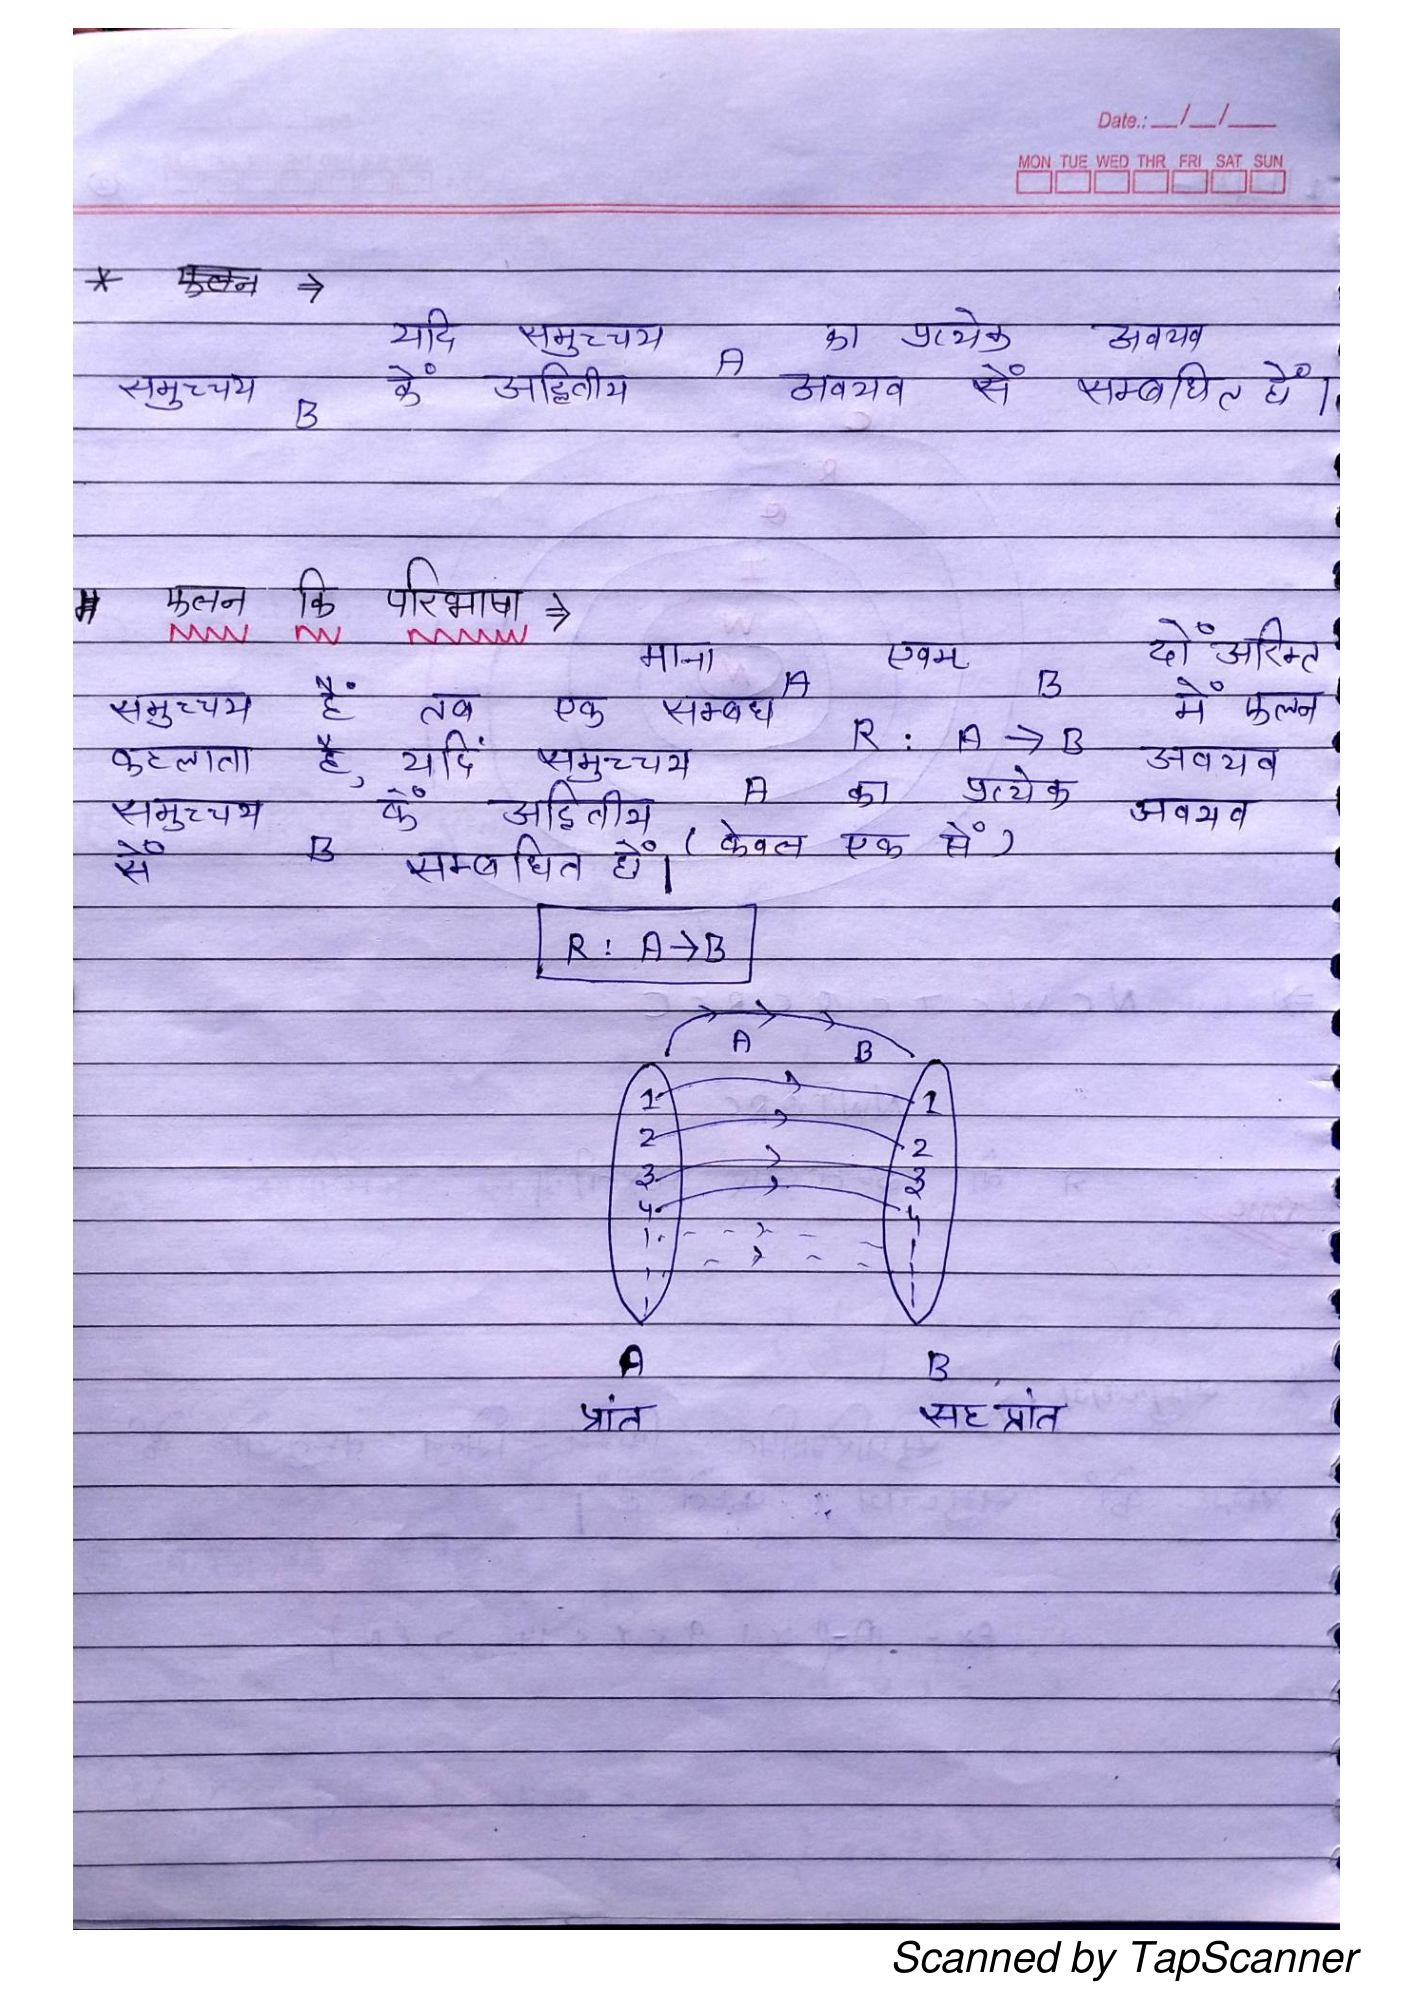 Date.: __/__/___
MON TUE WED THR FRI SAT SUN
* फलन ⇒
यदि समुच्चय A का प्रत्येक अवयव
समुच्चय B कें अद्वितीय अवयव सें सम्बधित हों।
# फलन कि परिभाषा ⇒
माना A एवम B दों अरिक्त
समुच्चय हैं तब एक सम्बध R : A → B में फलन
कहलाता है, यदिं समुच्चय A का प्रत्येक अवयव
समुच्चय B कें अद्वितीय (केवल एक सें) अवयव
सें सम्बधित हों।
R : A → B
A B
1 1
2 2
3 3
4 4
A B
प्रांत सह प्रांत
Scanned by TapScanner